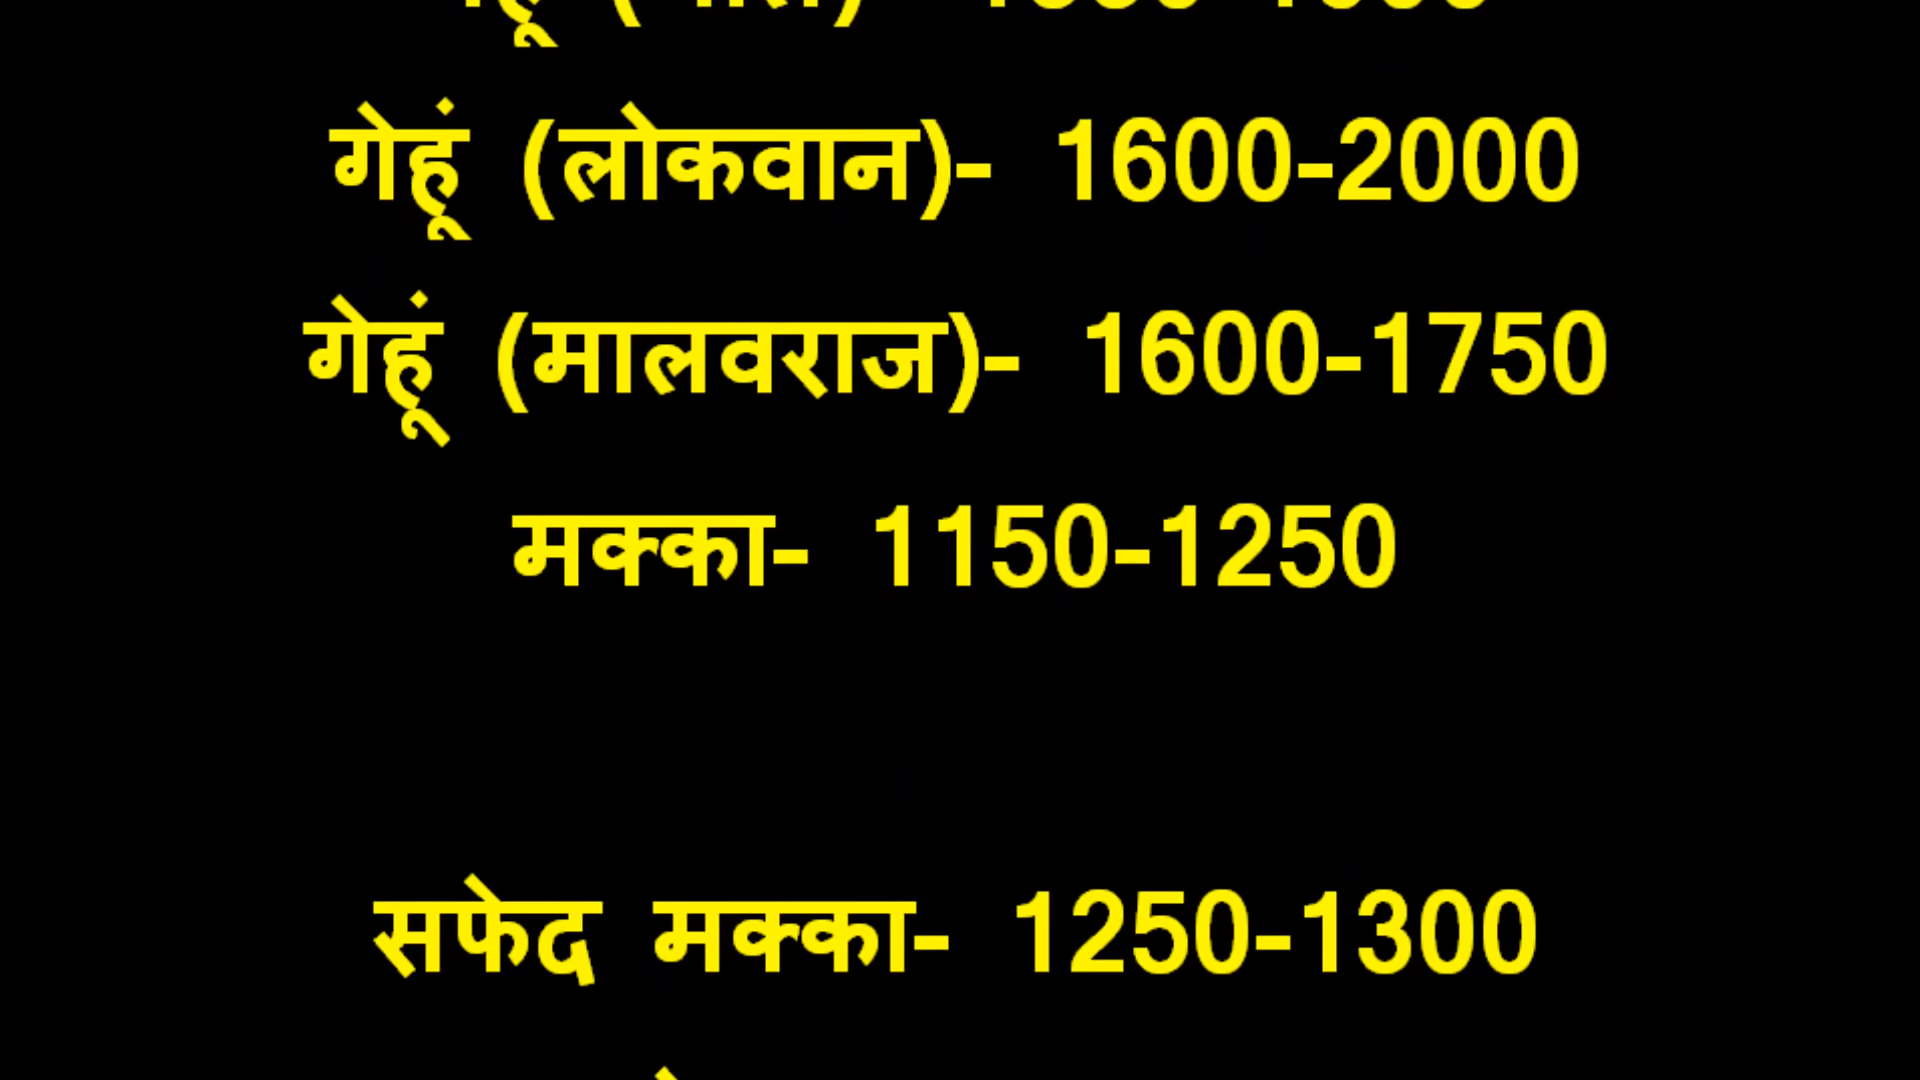 गेहूं (लोकवान)- 1600-2000
गेहूं (मालवराज)- 1600-1750
मक्का- 1150-1250
सफेद मक्का- 1250-1300